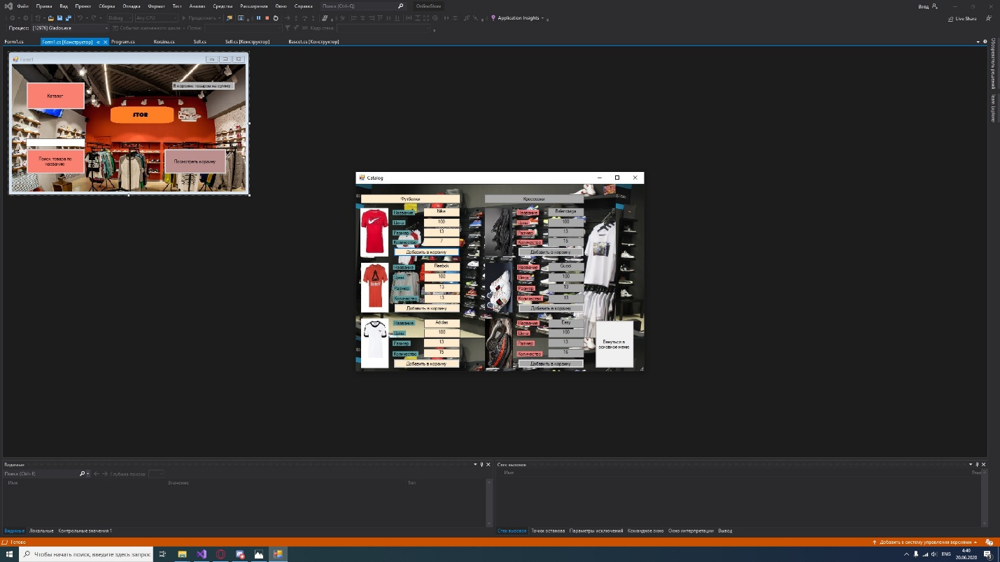 Файл Правка Вид Проект Сборка Отладка Формат Тест Анализ Средства Расширения Окно Справка Поиск (Ctrl+Q) OnlineStore Вход
Debug Any CPU Продолжить Application Insights Live Share
Процесс: [12976] Glados.exe События жизненного цикла Поток: Кадр стека:
Form1.cs Form1.cs [Конструктор] Program.cs Korzina.cs Sell.cs Sell.cs [Конструктор] Bascet.cs [Конструктор]
Обозреватель решений
Team Explorer
Form1
В корзине товаров на сумму
Каталог
STOR
Поиск товара по
названию
Посмотреть корзину
Catalog
Футболки Кроссовки
Название Nike Название Balenciaga
Цена 100 Цена 100
Размер 13 Размер 13
Количество 7 Количество 15
Добавить в корзину Добавить в корзину
Название Reebok Название Gucci
Цена 100 Цена 100
Размер 13 Размер 13
Количество 13 Количество 13
Добавить в корзину Добавить в корзину
Название Adidas Название Easy
Цена 100 Цена 100
Размер 13 Размер 13
Количество 15 Количество 16
Добавить в корзину Добавить в корзину
Венуться в
основное меню
Видимые Стек вызовов
Поиск (Ctrl+E) Глубина поиска: Имя
Имя Значение Тип
Видимые Локальные Контрольные значения 1 Стек вызовов Точки останова Параметры исключений Командное окно Окно интерпретации Вывод
Готово Добавить в систему управления версиями
Чтобы начать поиск, введите здесь запрос ENG 4:40
20.06.2020